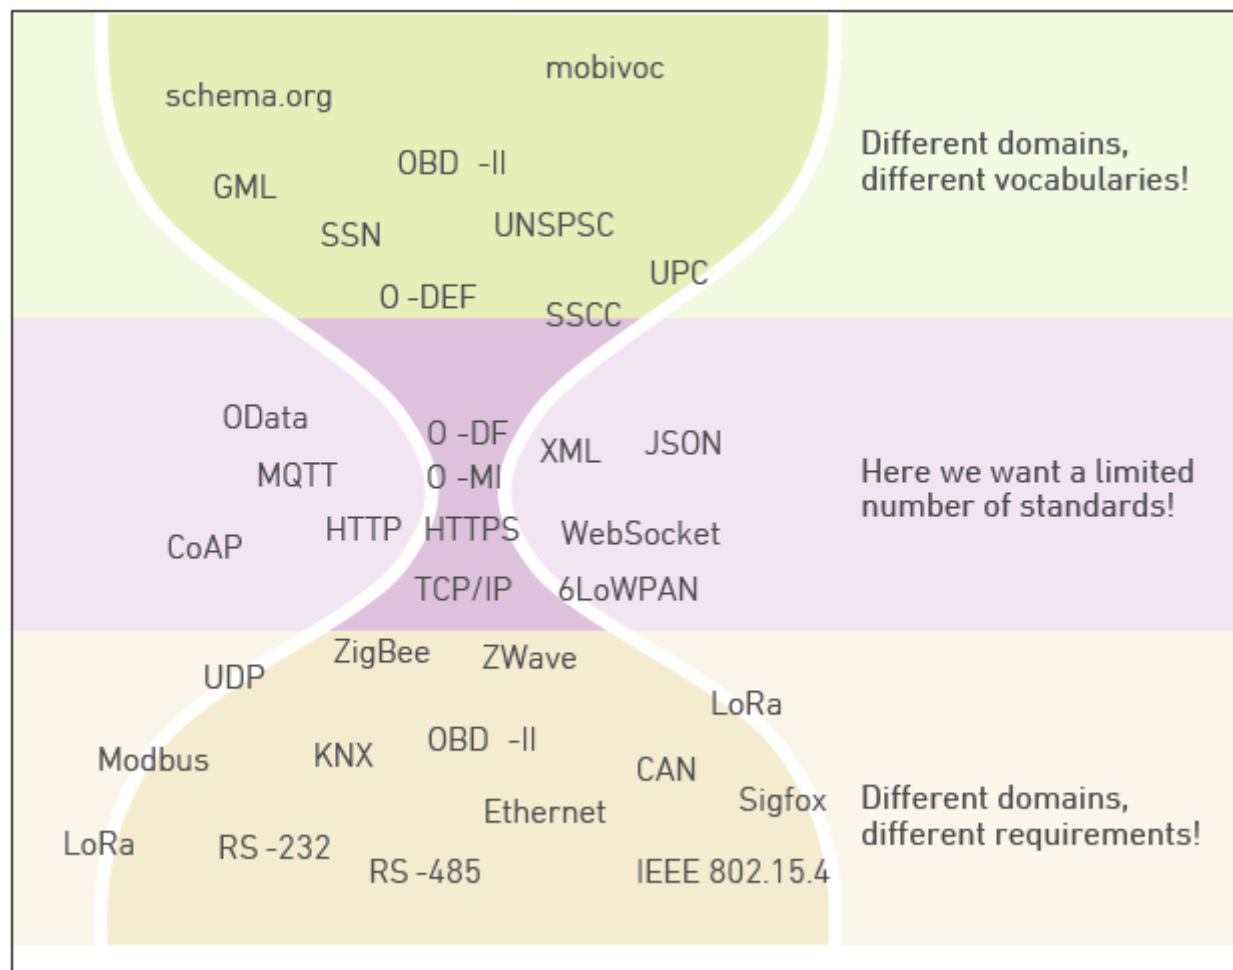 mobivoc
schema.org
OBD -II
GML
UNSPSC
SSN
UPC
O -DEF
SSCC
Different domains,
different vocabularies!
OData
O -DF
XML
JSON
MQTT
O -MI
HTTP
HTTPS
WebSocket
CoAP
TCP/IP
6LoWPAN
Here we want a limited
number of standards!
ZigBee
ZWave
UDP
LoRa
OBD -II
KNX
Modbus
CAN
Sigfox
Ethernet
LoRa
RS -232
RS -485
IEEE 802.15.4
Different domains,
different requirements!